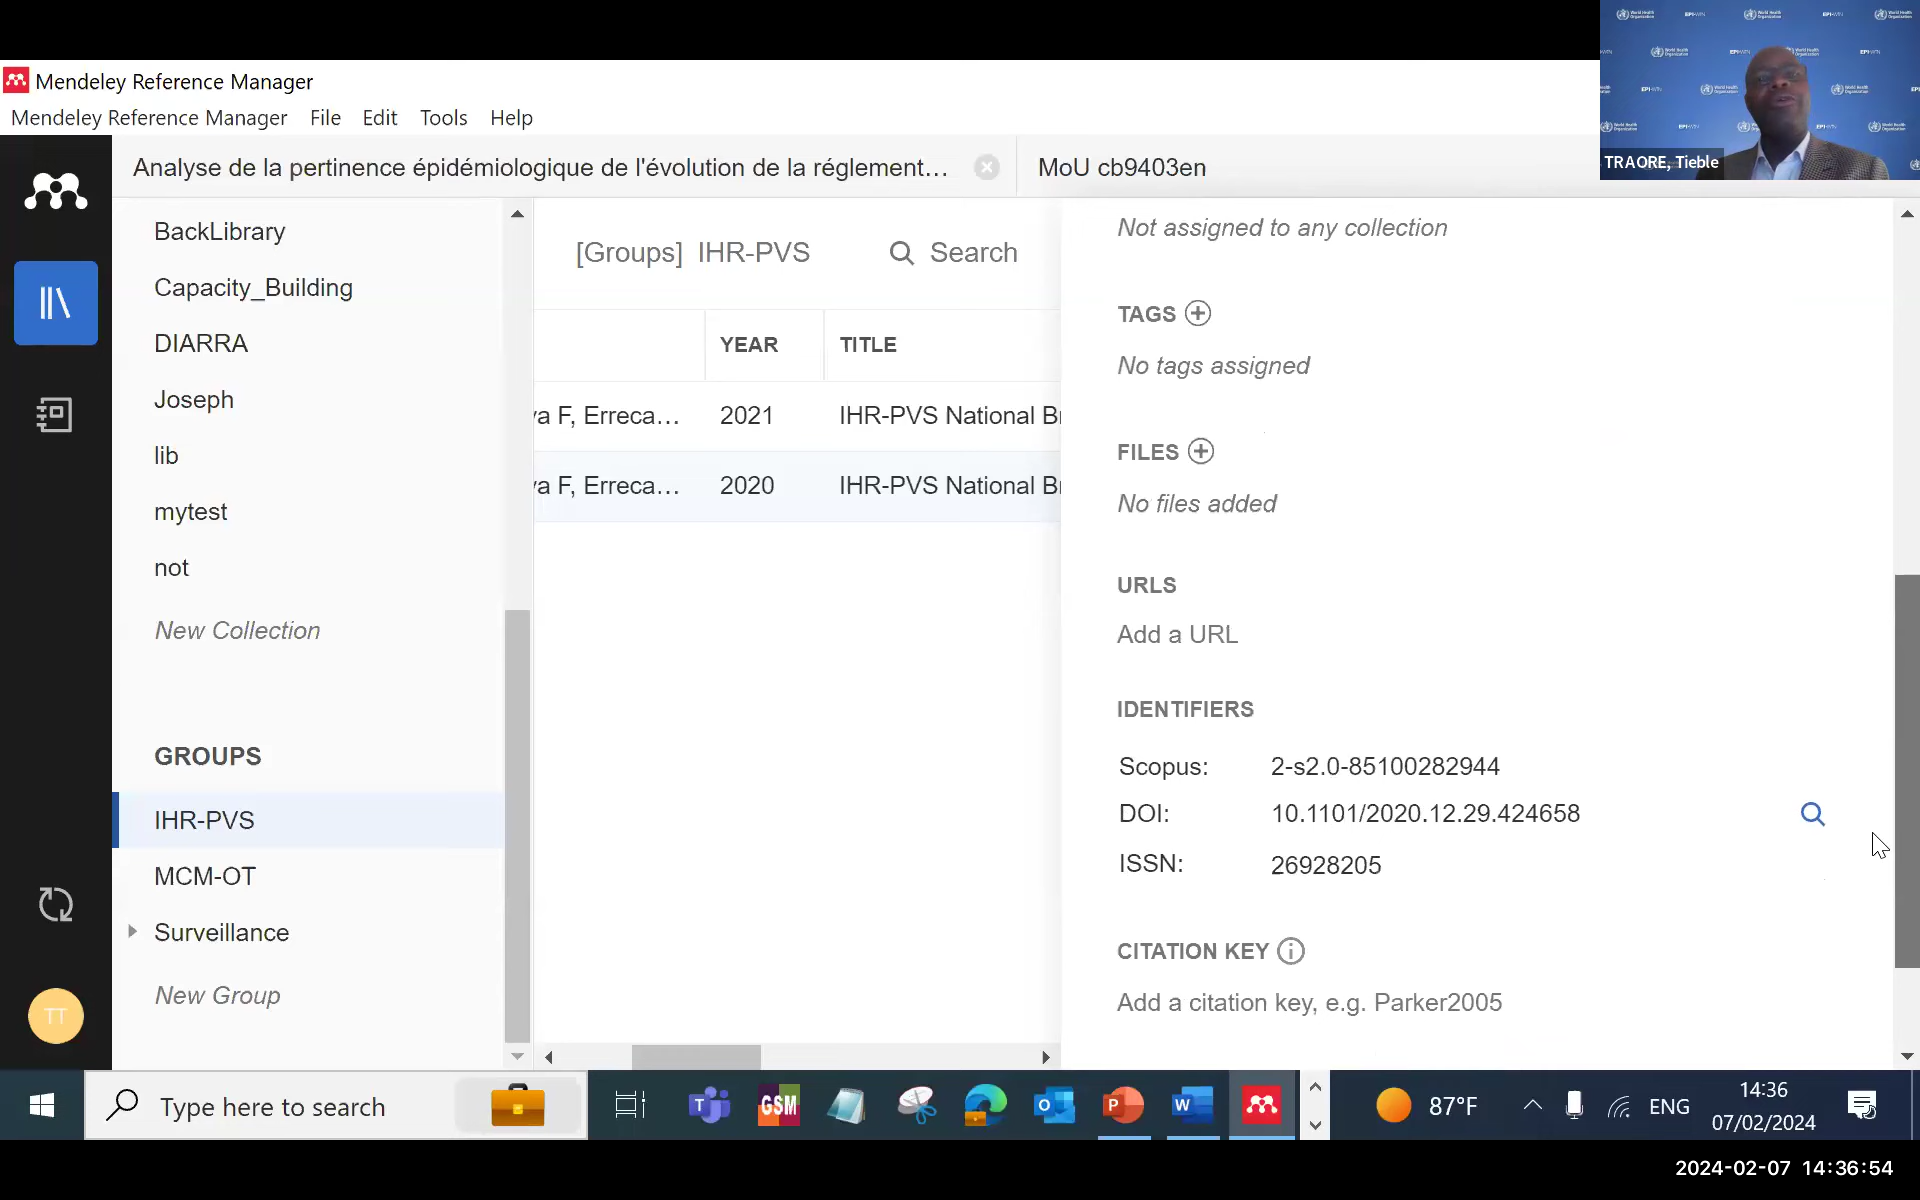 Mendeley Reference Manager
Mendeley Reference Manager File Edit Tools Help
TRAORE, Tieble
Analyse de la pertinence épidémiologique de l'évolution de la réglement...
MoU cb9403en
BackLibrary
Capacity_Building
DIARRA
Joseph
lib
mytest
not
New Collection
GROUPS
IHR-PVS
MCM-OT
Surveillance
New Group
TT
[Groups] IHR-PVS
Search
YEAR TITLE
F, Erreca... 2021 IHR-PVS National
F, Erreca... 2020 IHR-PVS National
Not assigned to any collection
TAGS
No tags assigned
FILES
No files added
URLS
Add a URL
IDENTIFIERS
Scopus: 2-s2.0-85100282944
DOI: 10.1101/2020.12.29.424658
ISSN: 26928205
CITATION KEY
Add a citation key, e.g. Parker2005
Type here to search
GSM
87°F
ENG
14:36
07/02/2024
2024-02-07 14:36:54